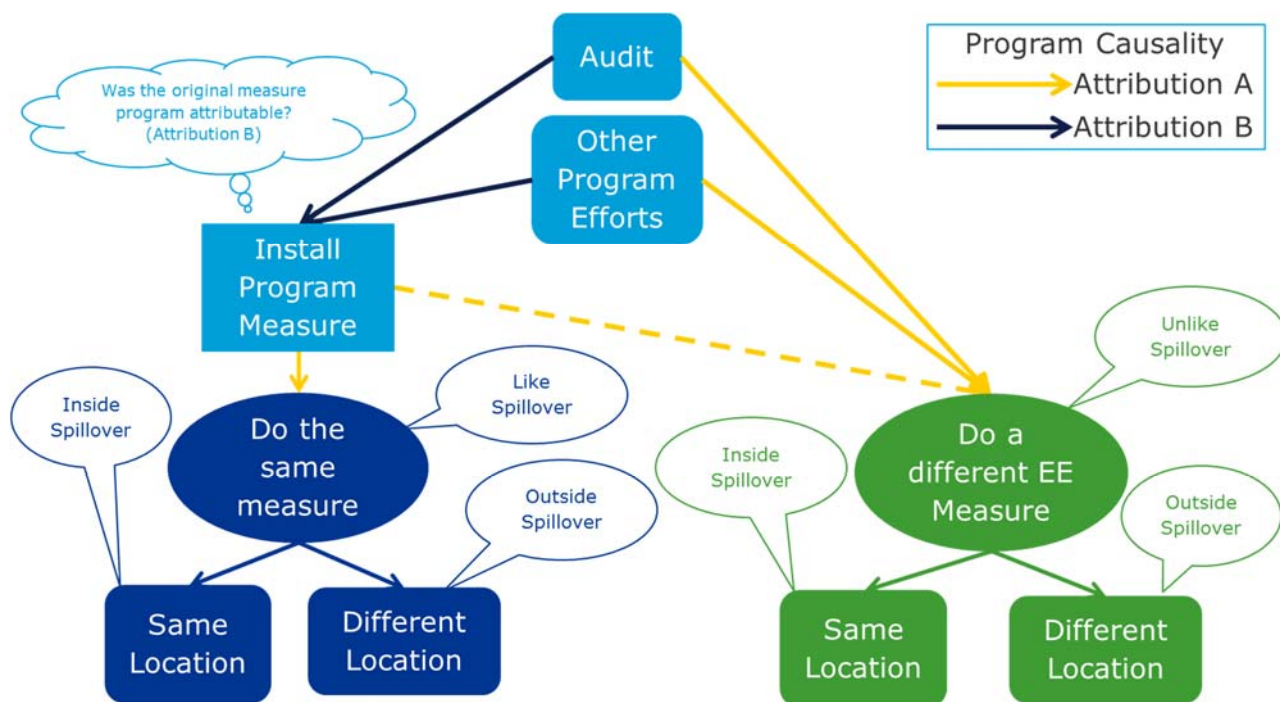 Audit
Program Causality
Attribution A
Attribution B
Was the original measure
program attributable?
(Attribution B)
Other
Program
Efforts
Install
Program
Measure
Unlike
Spillover
Inside
Spillover
Like
Spillover
Do the
same
measure
Outside
Spillover
Inside
Spillover
Do a
different EE
Measure
Outside
Spillover
Same
Location
Different
Location
Same
Location
Different
Location